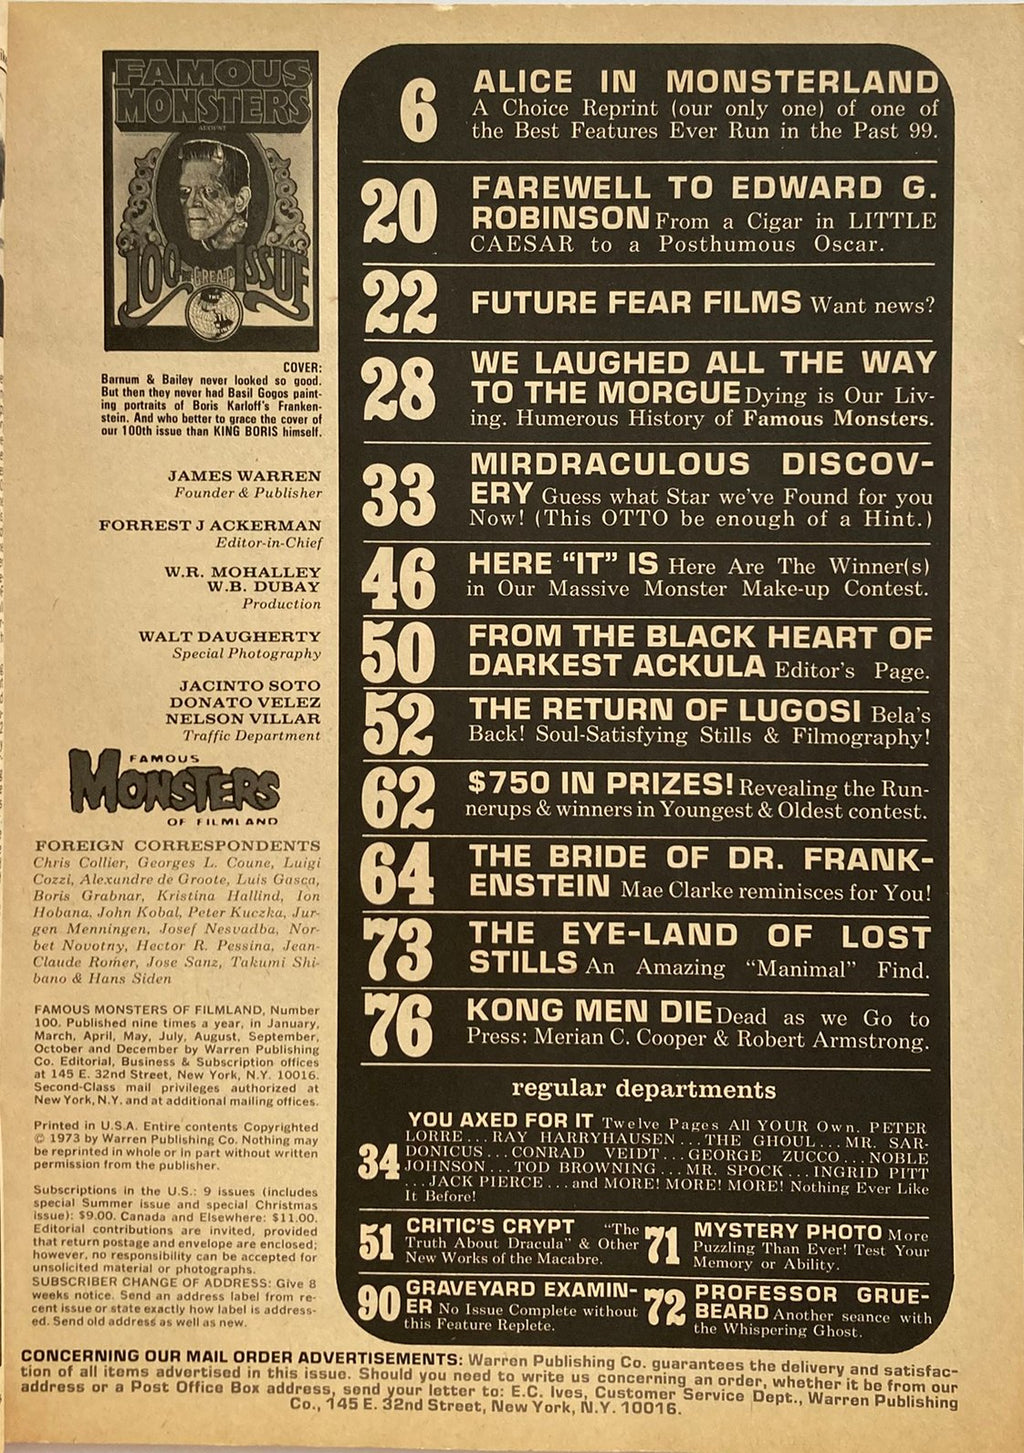 FAMOUS
MONSTERS
100TH GREAT ISSUE
COVER:
Barnum & Bailey never looked so good.
But then they never had Basil Gogos paint-
ing portraits of Boris Karloff's Franken-
stein. And who better to grace the cover of
our 100th issue than KING BORIS himself.
JAMES WARREN
Founder & Publisher
FORREST J ACKERMAN
Editor-in-Chief
W.R. MOHALLEY
W.B. DUBAY
Production
WALT DAUGHERTY
Special Photography
JACINTO SOTO
DONATO VELEZ
NELSON VILLAR
Traffic Department
FAMOUS
MONSTERS
OF FILMLAND
FOREIGN CORRESPONDENTS
Chris Collier, Georges L. Coune, Luigi
Cozzi, Alexandre de Groote, Luis Gasca,
Boris Grabnar, Kristina Hallind, Ion
Hobana, John Kobal, Peter Kuczka, Jur-
gen Menningen, Josef Nesvadba, Nor-
bet Novotny, Hector R. Pessina, Jean-
Claude Romer, Jose Sanz, Takumi Shi-
bano & Hans Siden
FAMOUS MONSTERS OF FILMLAND, Number
100. Published nine times a year, in January,
March, April, May, July, August, September,
October and December by Warren Publishing
Co. Editorial, Business & Subscription offices
at 145 E. 32nd Street, New York, N.Y. 10016.
Second-Class mail privileges authorized at
New York, N.Y. and at additional mailing offices.
Printed in U.S.A. Entire contents Copyrighted
© 1973 by Warren Publishing Co. Nothing may
be reprinted in whole or in part without written
permission from the publisher.
Subscriptions in the U.S.: 9 issues (includes
special Summer issue and special Christmas
issue): $9.00. Canada and Elsewhere: $11.00.
Editorial contributions are invited, provided
that return postage and envelope are enclosed;
however, no responsibility can be accepted for
unsolicited material or photographs.
SUBSCRIBER CHANGE OF ADDRESS: Give 8
weeks notice. Send an address label from re-
cent issue or state exactly how label is address-
ed. Send old address as well as new.
6 ALICE IN MONSTERLAND
A Choice Reprint (our only one) of one of
the Best Features Ever Run in the Past 99.
20 FAREWELL TO EDWARD G.
ROBINSON From a Cigar in LITTLE
CAESAR to a Posthumous Oscar.
22 FUTURE FEAR FILMS Want news?
28 WE LAUGHED ALL THE WAY
TO THE MORGUE Dying is Our Liv-
ing. Humerous History of Famous Monsters.
33 MIRDRACULOUS DISCOV-
ERY Guess what Star we've Found for you
Now! (This OTTO be enough of a Hint.)
46 HERE "IT" IS Here Are The Winner(s)
in Our Massive Monster Make-up Contest.
50 FROM THE BLACK HEART OF
DARKEST ACKULA Editor's Page.
52 THE RETURN OF LUGOSI Bela's
Back! Soul-Satisfying Stills & Filmography!
62 $750 IN PRIZES! Revealing the Run-
nerups & winners in Youngest & Oldest contest.
64 THE BRIDE OF DR. FRANK-
ENSTEIN Mae Clarke reminisces for You!
73 THE EYE-LAND OF LOST
STILLS An Amazing "Manimal" Find.
76 KONG MEN DIE Dead as we Go to
Press: Merian C. Cooper & Robert Armstrong.
regular departments
34 YOU AXED FOR IT Twelve Pages All YOUR Own. PETER
LORRE...RAY HARRYHAUSEN...THE GHOUL...MR. SAR-
DONICUS...CONRAD VEIDT...GEORGE ZUCCO...NOBLE
JOHNSON...TOD BROWNING...MR. SPOCK...INGRID PITT
...JACK PIERCE...and MORE! MORE! MORE! Nothing Ever Like
It Before!
51 CRITIC'S CRYPT "The
Truth About Dracula" & Other
New Works of the Macabre.
71 MYSTERY PHOTO More
Puzzling Than Ever! Test Your
Memory or Ability.
90 GRAVEYARD EXAMIN-
ER No Issue Complete without
this Feature Replete.
72 PROFESSOR GRUE-
BEARD Another seance with
the Whispering Ghost.
CONCERNING OUR MAIL ORDER ADVERTISEMENTS: Warren Publishing Co. guarantees the delivery and satisfac-
tion of all items advertised in this issue. Should you need to write us concerning an order, whether it be from our
address or a Post Office Box address, send your letter to: E.C. Ives, Customer Service Dept., Warren Publishing
Co., 145 E. 32nd Street, New York, N.Y. 10016.